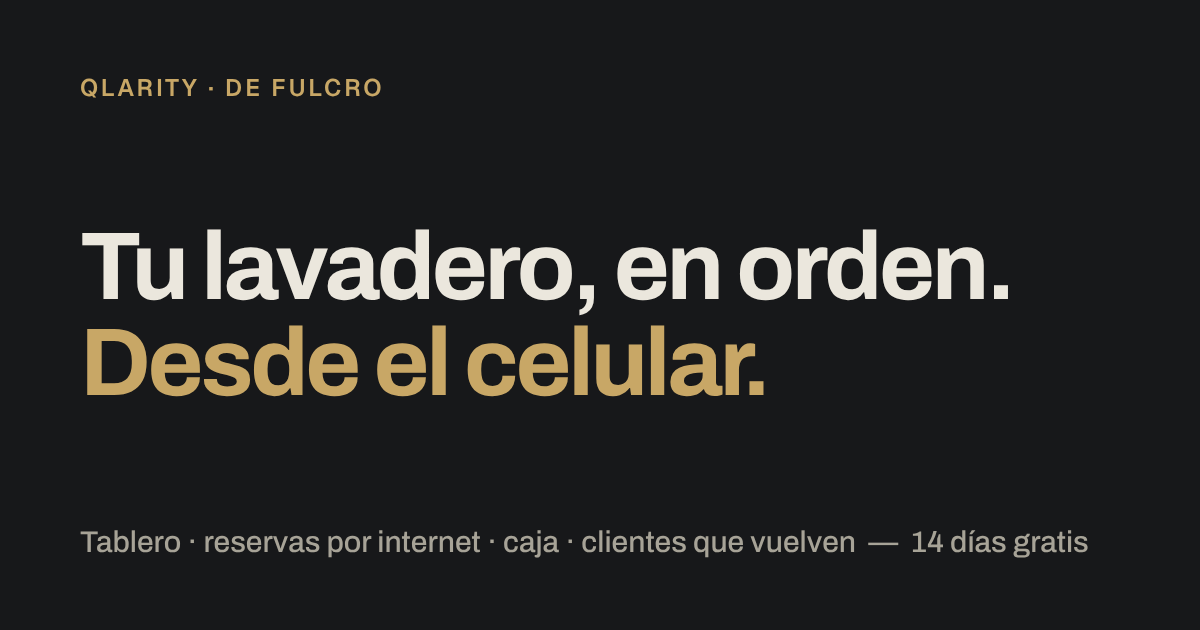 QLARITY · DE FULCRO
Tu lavadero, en orden.
Desde el celular.
Tablero · reservas por internet · caja · clientes que vuelven — 14 días gratis